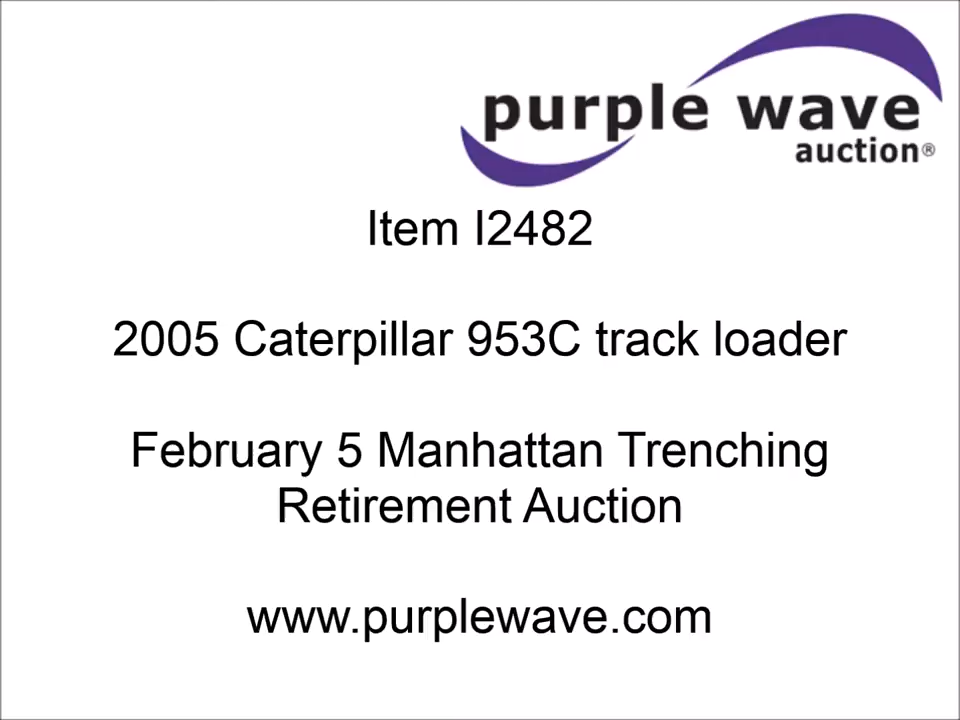 purple wave
auction®
Item I2482
2005 Caterpillar 953C track loader
February 5 Manhattan Trenching
Retirement Auction
www.purplewave.com